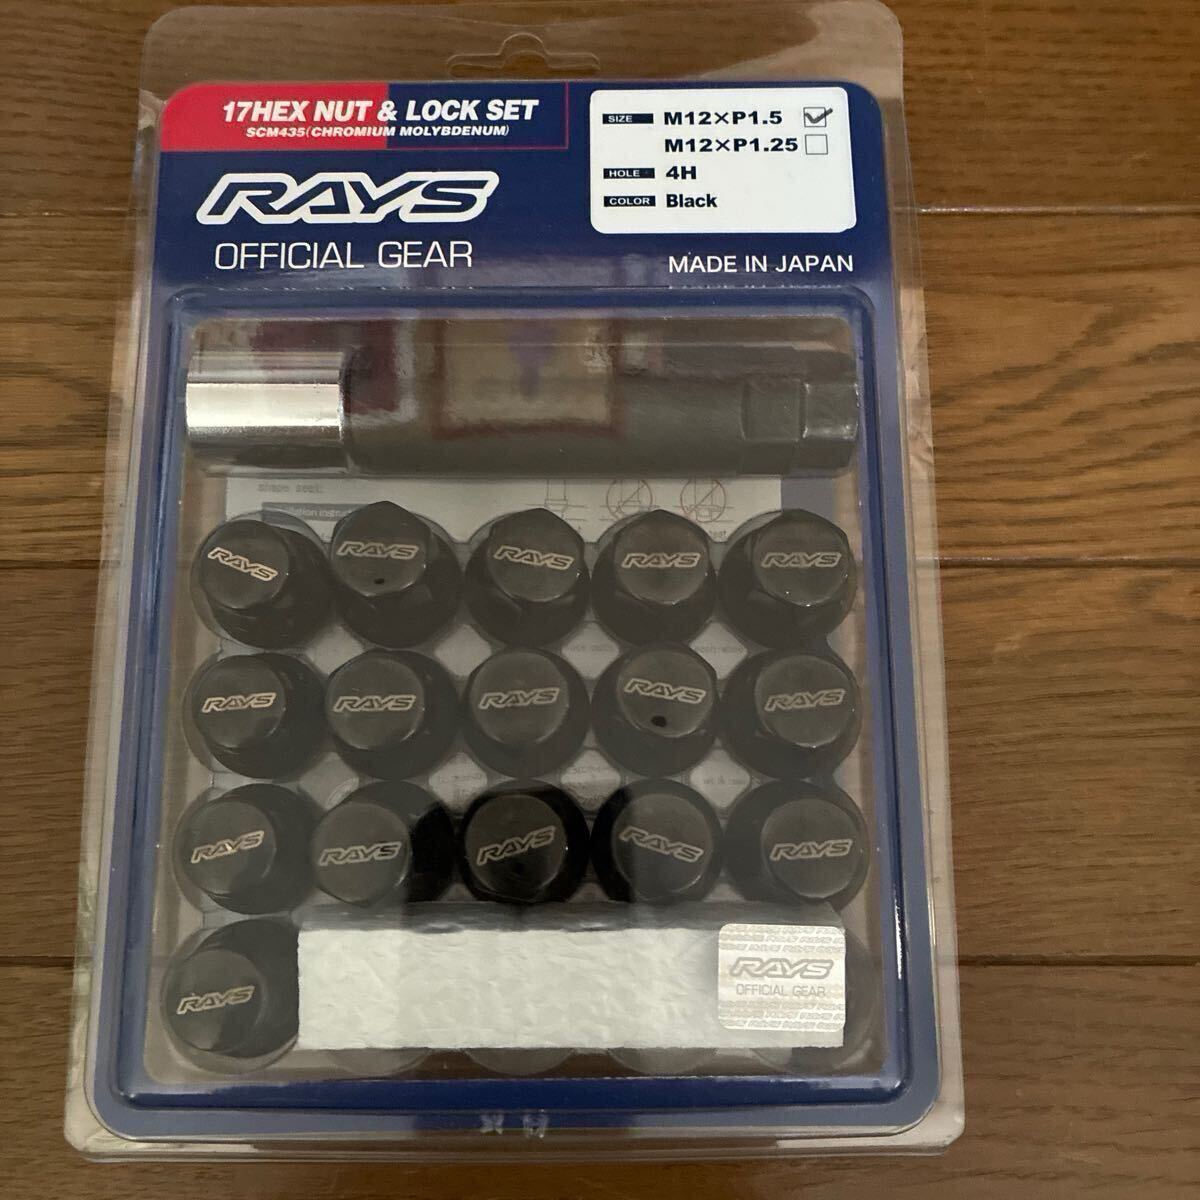 17HEX NUT & LOCK SET
SCM435(CHROMIUM MOLYBDENUM)
RAYS
OFFICIAL GEAR
SIZE M12×P1.5
M12×P1.25
HOLE 4H
COLOR Black
MADE IN JAPAN
shape seat.
RAYS RAYS RAYS RAYS RAYS
RAYS RAYS RAYS RAYS RAYS
RAYS RAYS RAYS RAYS RAYS
RAYS
RAYS
OFFICIAL GEAR